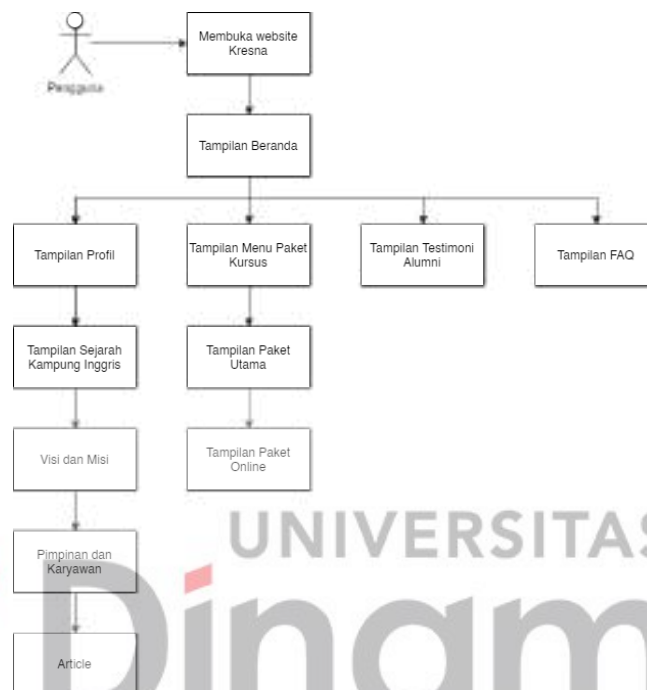 Membuka website
Kresna
Pengguna
Tampilan Beranda
Tampilan Profil
Tampilan Menu Paket
Kursus
Tampilan Testimoni
Alumni
Tampilan FAQ
Tampilan Sejarah
Kampung Inggris
Tampilan Paket
Utama
Visi dan Misi
Tampilan Paket
Online
Pimpinan dan
Karyawan
Article
UNIVERSITAS
Dinam